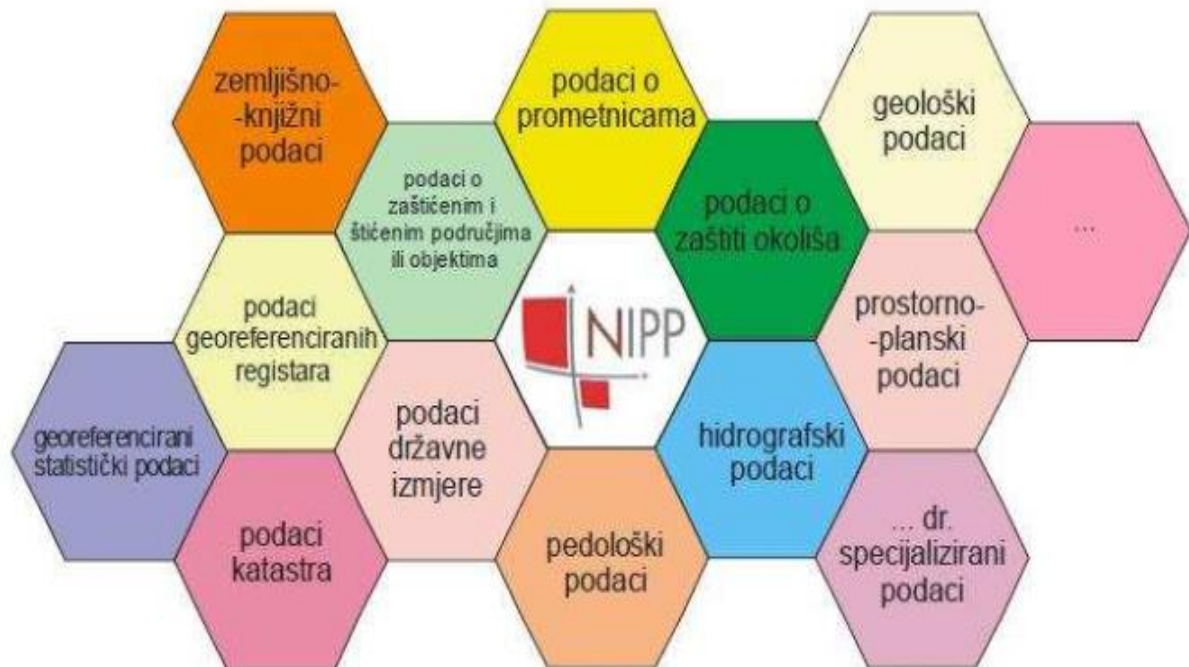 zemljišno-
-knjižni
podaci
podaci o
prometnicama
geološki
podaci
podaci o
zaštićenim i
štićenim područjima
ili objektima
podaci o
zaštiti okoliša
...
podaci
georeferenciranih
registara
NIPP
prostorno-
-planski
podaci
georeferencirani
statistički podaci
podaci
državne
izmjere
hidrografski
podaci
podaci
katastra
pedološki
podaci
... dr.
specijalizirani
podaci